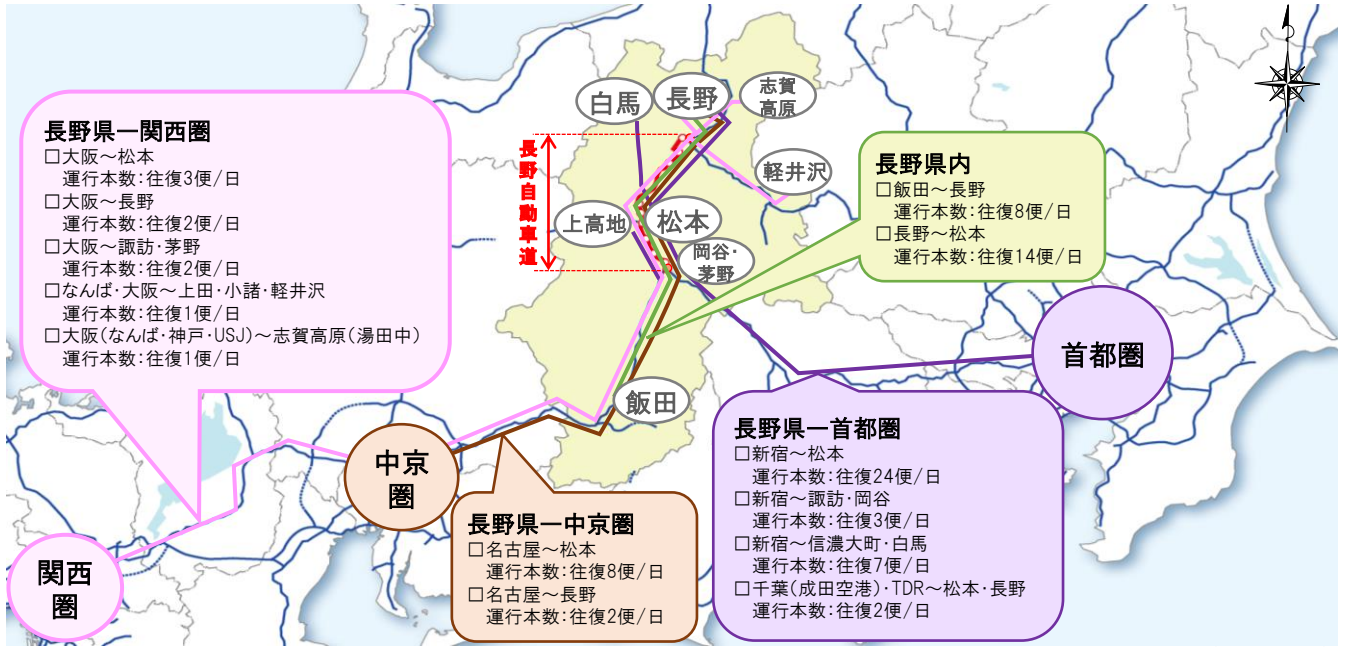 長野県ー関西圏
□大阪～松本
運行本数：往復3便/日
□大阪～長野
運行本数：往復2便/日
□大阪～諏訪・茅野
運行本数：往復2便/日
□なんば・大阪～上田・小諸・軽井沢
運行本数：往復1便/日
□大阪(なんば・神戸・USJ)～志賀高原(湯田中)
運行本数：往復1便/日
白馬
長野
志賀
高原
軽井沢
長野自動車道
上高地
松本
岡谷・
茅野
飯田
長野県内
□飯田～長野
運行本数：往復8便/日
□長野～松本
運行本数：往復14便/日
首都圏
中京
圏
関西
圏
長野県ー中京圏
□名古屋～松本
運行本数：往復8便/日
□名古屋～長野
運行本数：往復2便/日
長野県ー首都圏
□新宿～松本
運行本数：往復24便/日
□新宿～諏訪・岡谷
運行本数：往復3便/日
□新宿～信濃大町・白馬
運行本数：往復7便/日
□千葉(成田空港)・TDR～松本・長野
運行本数：往復2便/日